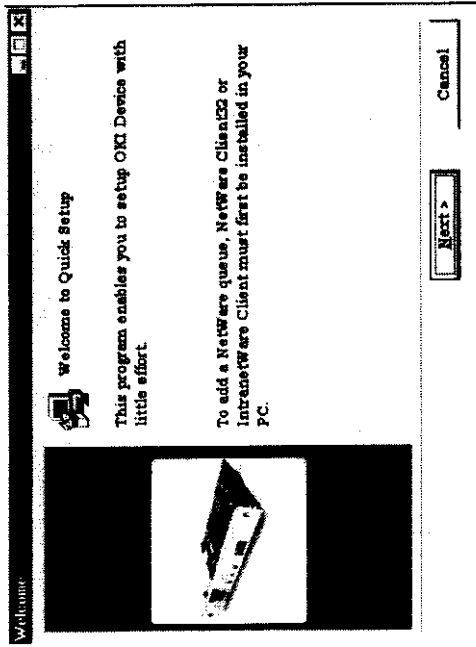 Welcome
Welcome to Quick Setup
This program enables you to setup OKI Device with
little effort.
To add a NetWare queue, NetWare Client32 or
IntranetWare Client must first be installed in your
PC.
Next >
Cancel